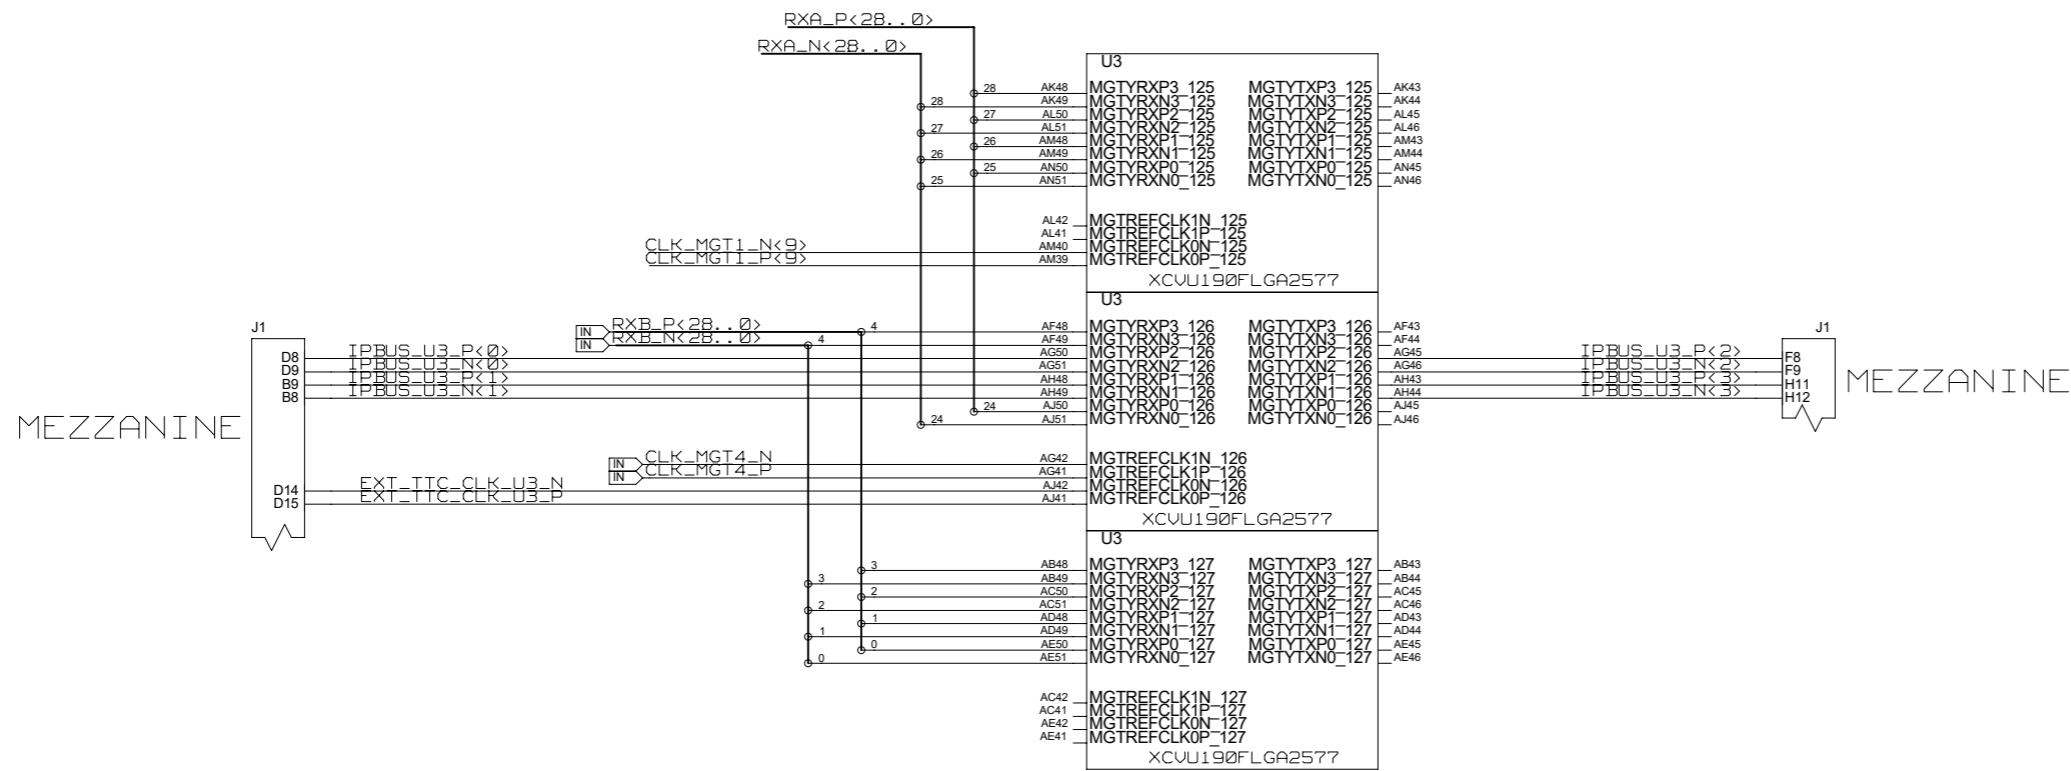 RXA_P<28..0>
RXA_N<28..0>
U3
28 AK48 MGTYRXP3_125 MGTYTXP3_125 AK43
28 AK49 MGTYRXN3_125 MGTYTXN3_125 AK44
27 AL50 MGTYRXP2_125 MGTYTXP2_125 AL45
27 AL51 MGTYRXN2_125 MGTYTXN2_125 AL46
26 AM48 MGTYRXP1_125 MGTYTXP1_125 AM43
26 AM49 MGTYRXN1_125 MGTYTXN1_125 AM44
25 AN50 MGTYRXP0_125 MGTYTXP0_125 AN45
25 AN51 MGTYRXN0_125 MGTYTXN0_125 AN46
AL42 MGTREFCLK1N_125
AL41 MGTREFCLK1P_125
CLK_MGT1_N<9> AM40 MGTREFCLK0N_125
CLK_MGT1_P<9> AM39 MGTREFCLK0P_125
XCVU190FLGA2577
U3
IN RXB_P<28..0> 4 AF48 MGTYRXP3_126 MGTYTXP3_126 AF43
IN RXB_N<28..0> 4 AF49 MGTYRXN3_126 MGTYTXN3_126 AF44
J1
J1
D8 IPBUS_U3_P<0> AG50 MGTYRXP2_126 MGTYTXP2_126 AG45 IPBUS_U3_P<2> F8
D9 IPBUS_U3_N<0> AG51 MGTYRXN2_126 MGTYTXN2_126 AG46 IPBUS_U3_N<2> F9
B9 IPBUS_U3_P<1> AH48 MGTYRXP1_126 MGTYTXP1_126 AH43 IPBUS_U3_P<3> H11
B8 IPBUS_U3_N<1> AH49 MGTYRXN1_126 MGTYTXN1_126 AH44 IPBUS_U3_N<3> H12
24 AJ50 MGTYRXP0_126 MGTYTXP0_126 AJ45
24 AJ51 MGTYRXN0_126 MGTYTXN0_126 AJ46
MEZZANINE
MEZZANINE
IN CLK_MGT4_N AG42 MGTREFCLK1N_126
IN CLK_MGT4_P AG41 MGTREFCLK1P_126
D14 EXT_TTC_CLK_U3_N AJ42 MGTREFCLK0N_126
D15 EXT_TTC_CLK_U3_P AJ41 MGTREFCLK0P_126
XCVU190FLGA2577
U3
3 AB48 MGTYRXP3_127 MGTYTXP3_127 AB43
3 AB49 MGTYRXN3_127 MGTYTXN3_127 AB44
2 AC50 MGTYRXP2_127 MGTYTXP2_127 AC45
2 AC51 MGTYRXN2_127 MGTYTXN2_127 AC46
1 AD48 MGTYRXP1_127 MGTYTXP1_127 AD43
1 AD49 MGTYRXN1_127 MGTYTXN1_127 AD44
0 AE50 MGTYRXP0_127 MGTYTXP0_127 AE45
0 AE51 MGTYRXN0_127 MGTYTXN0_127 AE46
AC42 MGTREFCLK1N_127
AC41 MGTREFCLK1P_127
AE42 MGTREFCLK0N_127
AE41 MGTREFCLK0P_127
XCVU190FLGA2577